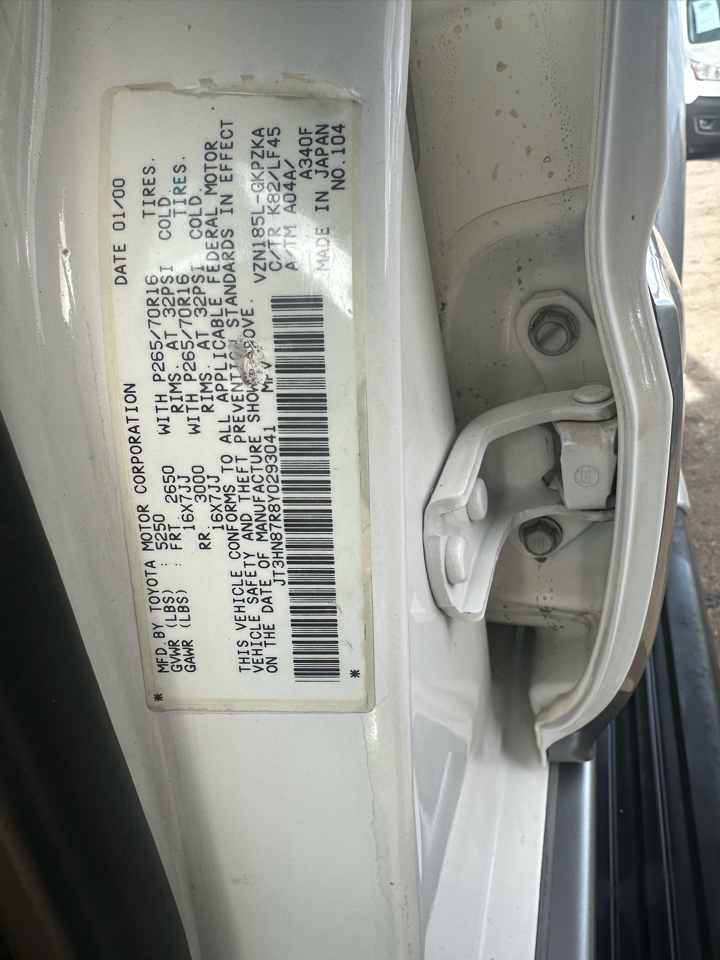 MFD.BY TOYOTA MOTOR CORPORATION DATE 01/00
GVWR (LBS) : 5250 WITH P265/70R16 TIRES.
GAWR (LBS) : FRT 2650 RIMS. AT 32PSI COLD.
16X7JJ WITH P265/70R16 TIRES.
RR 3000 RIMS. AT 32PSI COLD.
16X7JJ
THIS VEHICLE CONFORMS TO ALL APPLICABLE FEDERAL MOTOR
VEHICLE SAFETY AND THEFT PREVENTION STANDARDS IN EFFECT
ON THE DATE OF MANUFACTURE SHOWN ABOVE.
JT3HN87R8Y0293041 MPV VZN185L-GKPZKA
C/TR K82/LF45
A/TM A04A/
A340F
MADE IN JAPAN
NO.104